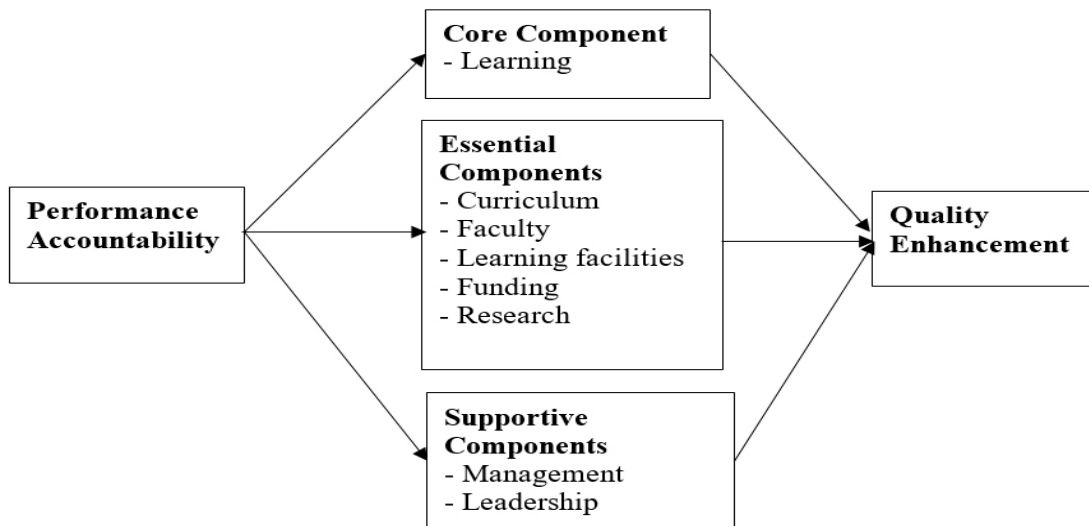 Core Component
- Learning
Essential
Components
- Curriculum
- Faculty
- Learning facilities
- Funding
- Research
Performance
Accountability
Quality
Enhancement
Supportive
Components
- Management
- Leadership